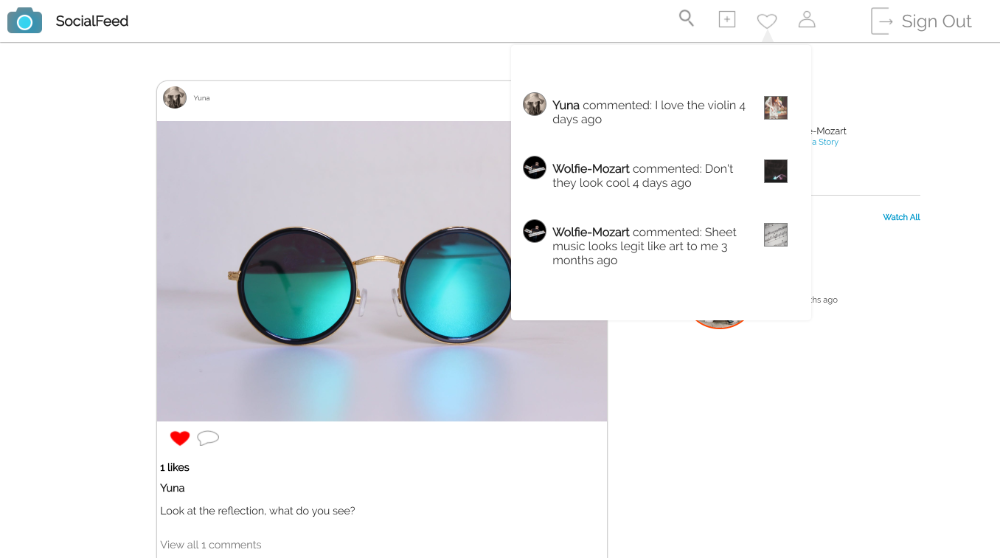 SocialFeed
Sign Out
Yuna
Yuna commented: I love the violin 4
days ago
Wolfie-Mozart commented: Don't
they look cool 4 days ago
Wolfie-Mozart commented: Sheet
music looks legit like art to me 3
months ago
-Mozart
a Story
Watch All
ths ago
1 likes
Yuna
Look at the reflection, what do you see?
View all 1 comments